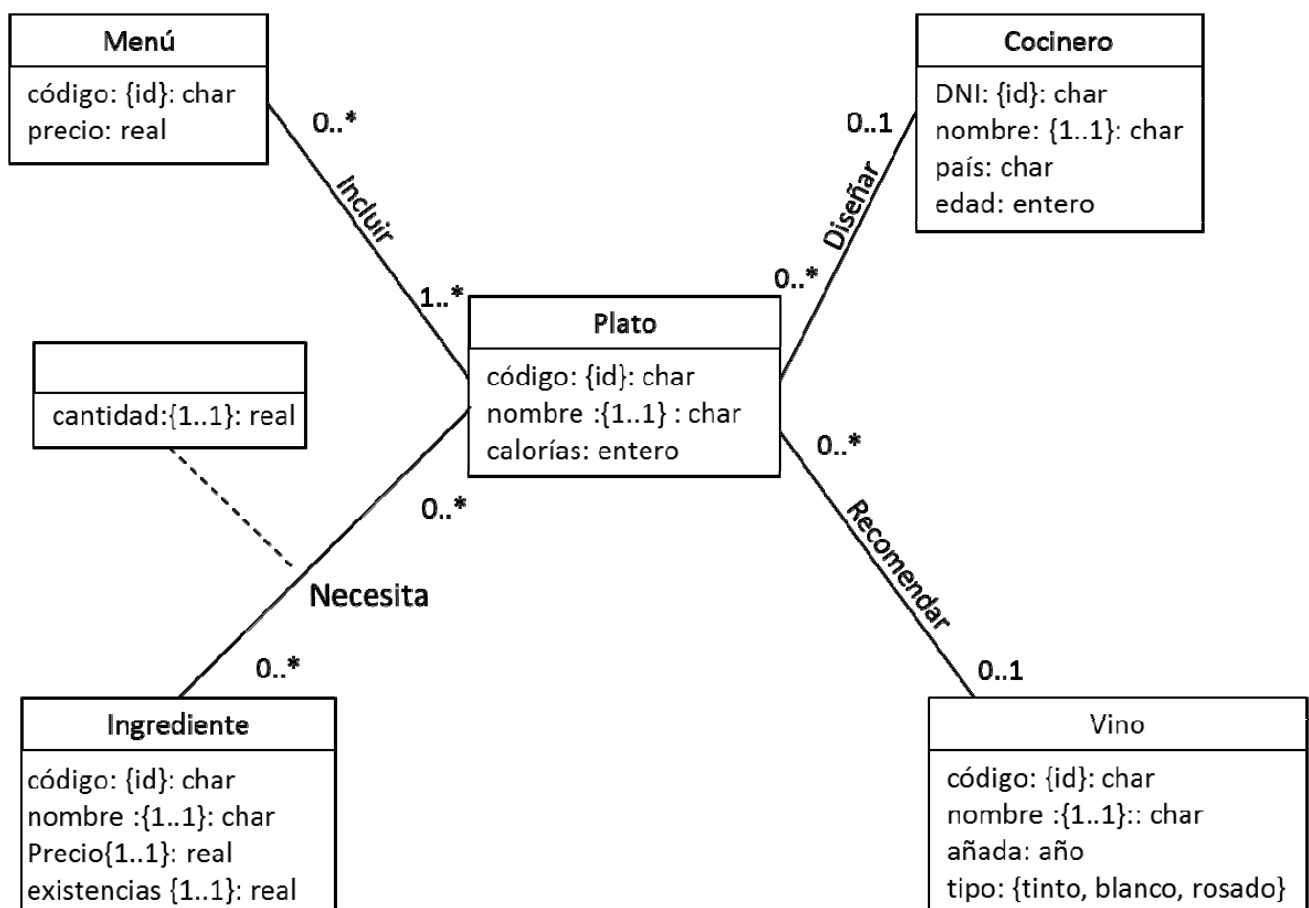 Menú
código: {id}: char
precio: real
Cocinero
DNI: {id}: char
nombre: {1..1}: char
país: char
edad: entero
0..*
Incluir
1..*
0..1
Diseñar
0..*
Plato
código: {id}: char
nombre :{1..1} : char
calorías: entero
cantidad:{1..1}: real
0..*
Necesita
0..*
0..*
Recomendar
0..1
Ingrediente
código: {id}: char
nombre :{1..1}: char
Precio{1..1}: real
existencias {1..1}: real
Vino
código: {id}: char
nombre :{1..1}:: char
añada: año
tipo: {tinto, blanco, rosado}